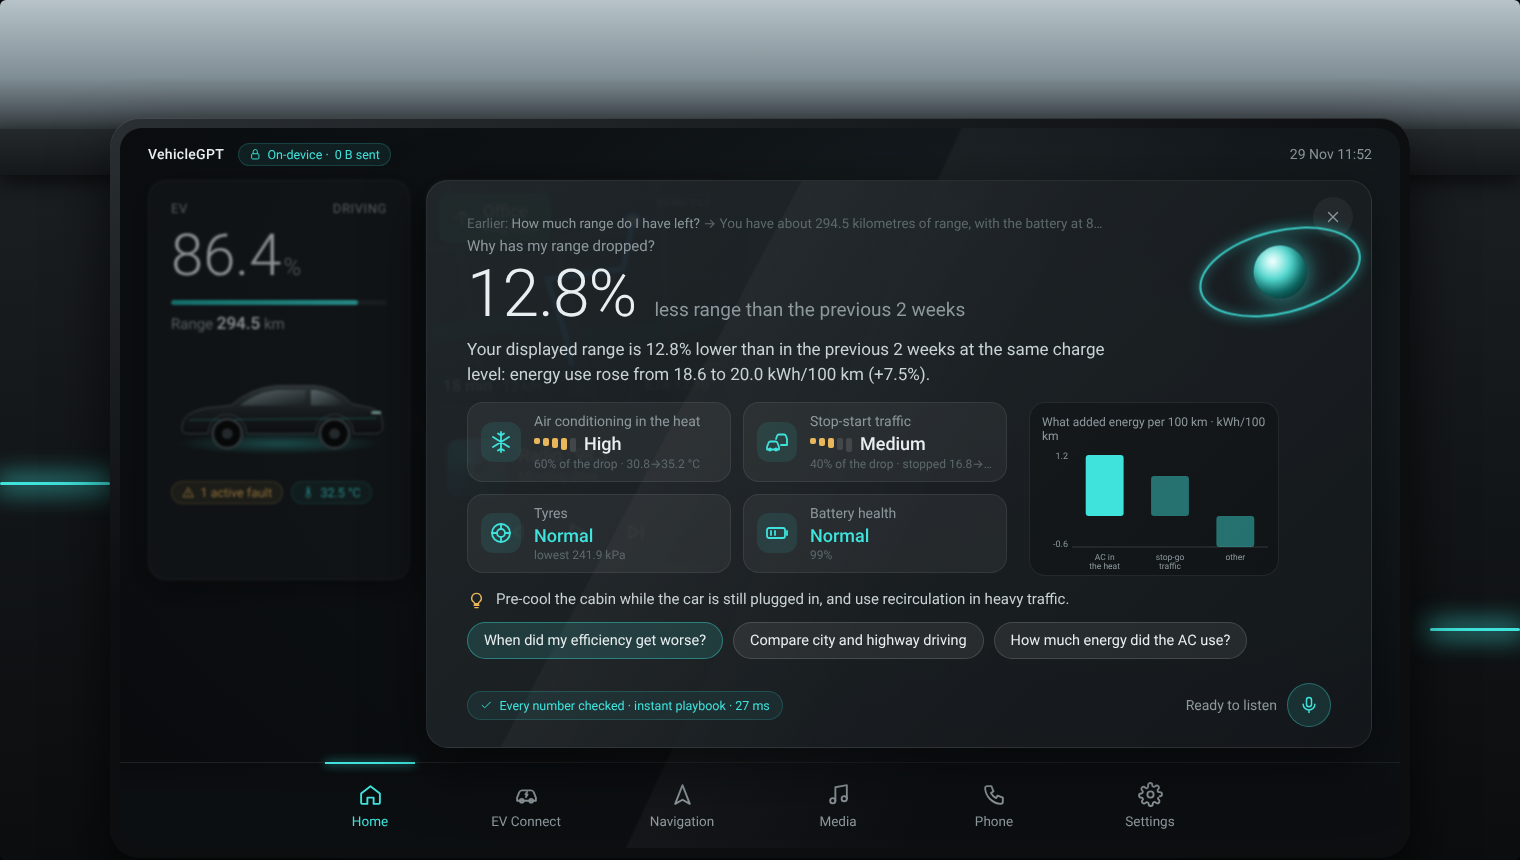 VehicleGPT
On-device · 0 B sent
29 Nov 11:52
EV
DRIVING
86.4%
Range 294.5 km
1 active fault
32.5 °C
Earlier: How much range do I have left? → You have about 294.5 kilometres of range, with the battery at 8…
Why has my range dropped?
12.8% less range than the previous 2 weeks
Your displayed range is 12.8% lower than in the previous 2 weeks at the same charge
level: energy use rose from 18.6 to 20.0 kWh/100 km (+7.5%).
Air conditioning in the heat
High
60% of the drop · 30.8→35.2 °C
Stop-start traffic
Medium
40% of the drop · stopped 16.8→…
Tyres
Normal
lowest 241.9 kPa
Battery health
Normal
99%
What added energy per 100 km · kWh/100
km
1.2
-0.6
AC in
the heat
stop-go
traffic
other
Pre-cool the cabin while the car is still plugged in, and use recirculation in heavy traffic.
When did my efficiency get worse?
Compare city and highway driving
How much energy did the AC use?
Every number checked · instant playbook · 27 ms
Ready to listen
Home
EV Connect
Navigation
Media
Phone
Settings